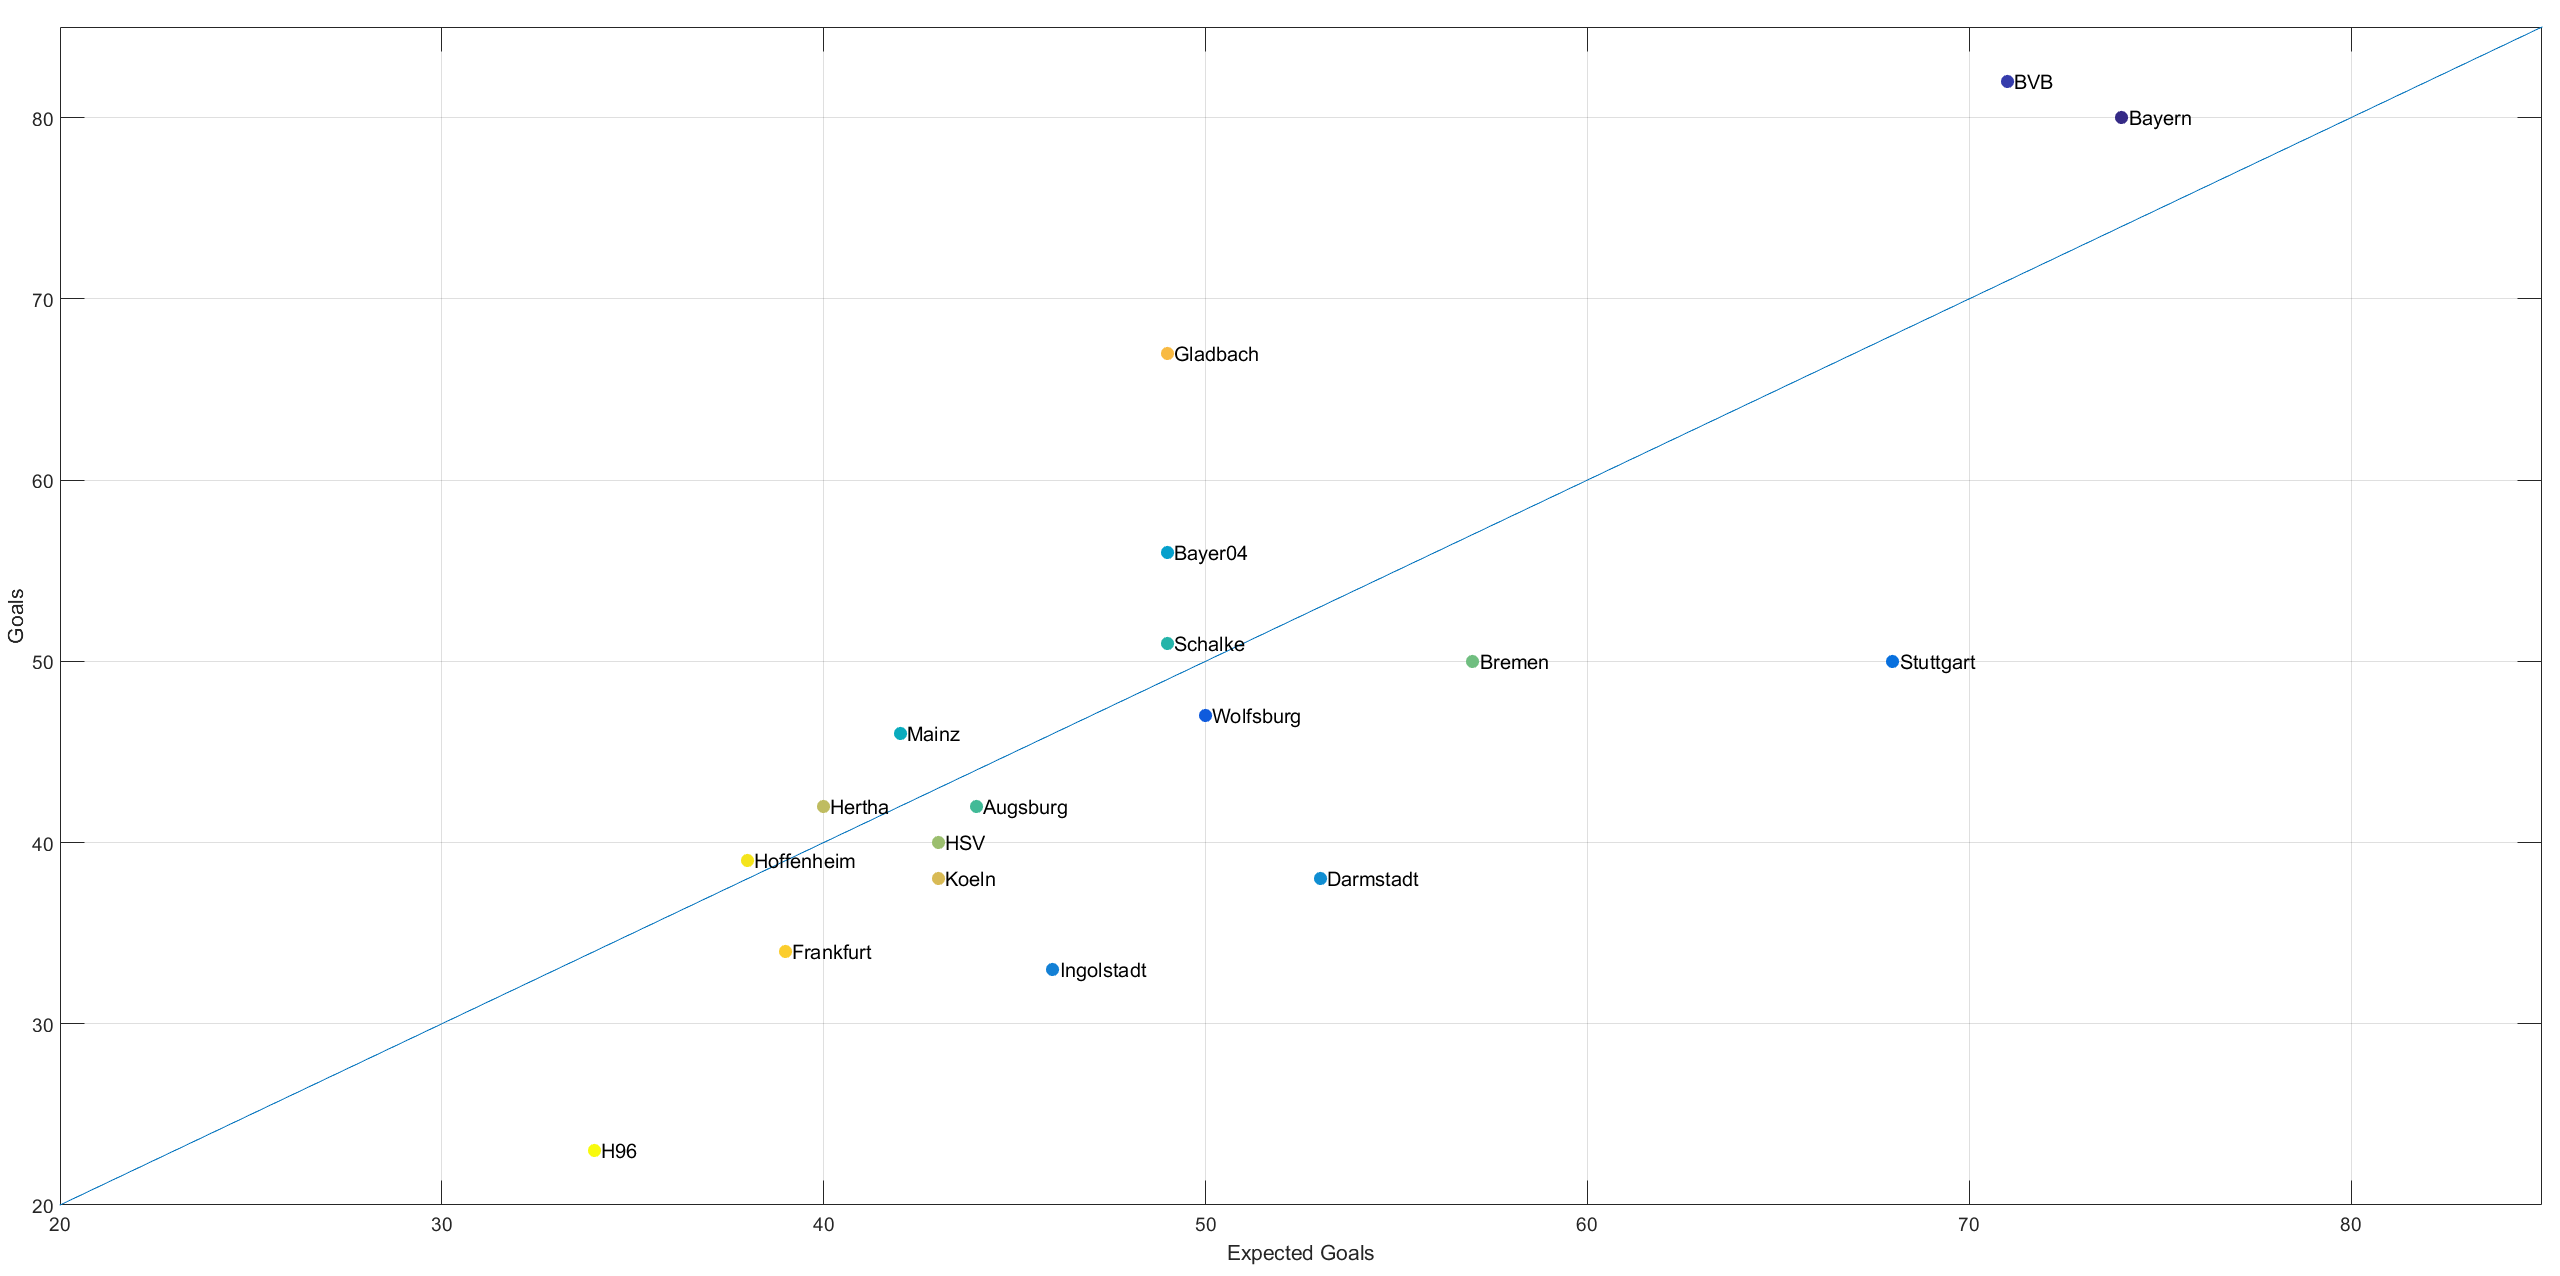 BVB
80
Bayern
70
Gladbach
60
Bayer04
Goals
Schalke
50
Bremen
Stuttgart
Wolfsburg
Mainz
Hertha
Augsburg
40
HSV
Hoffenheim
Koeln
Darmstadt
Frankfurt
Ingolstadt
30
H96
20
20 30 40 50 60 70 80
Expected Goals